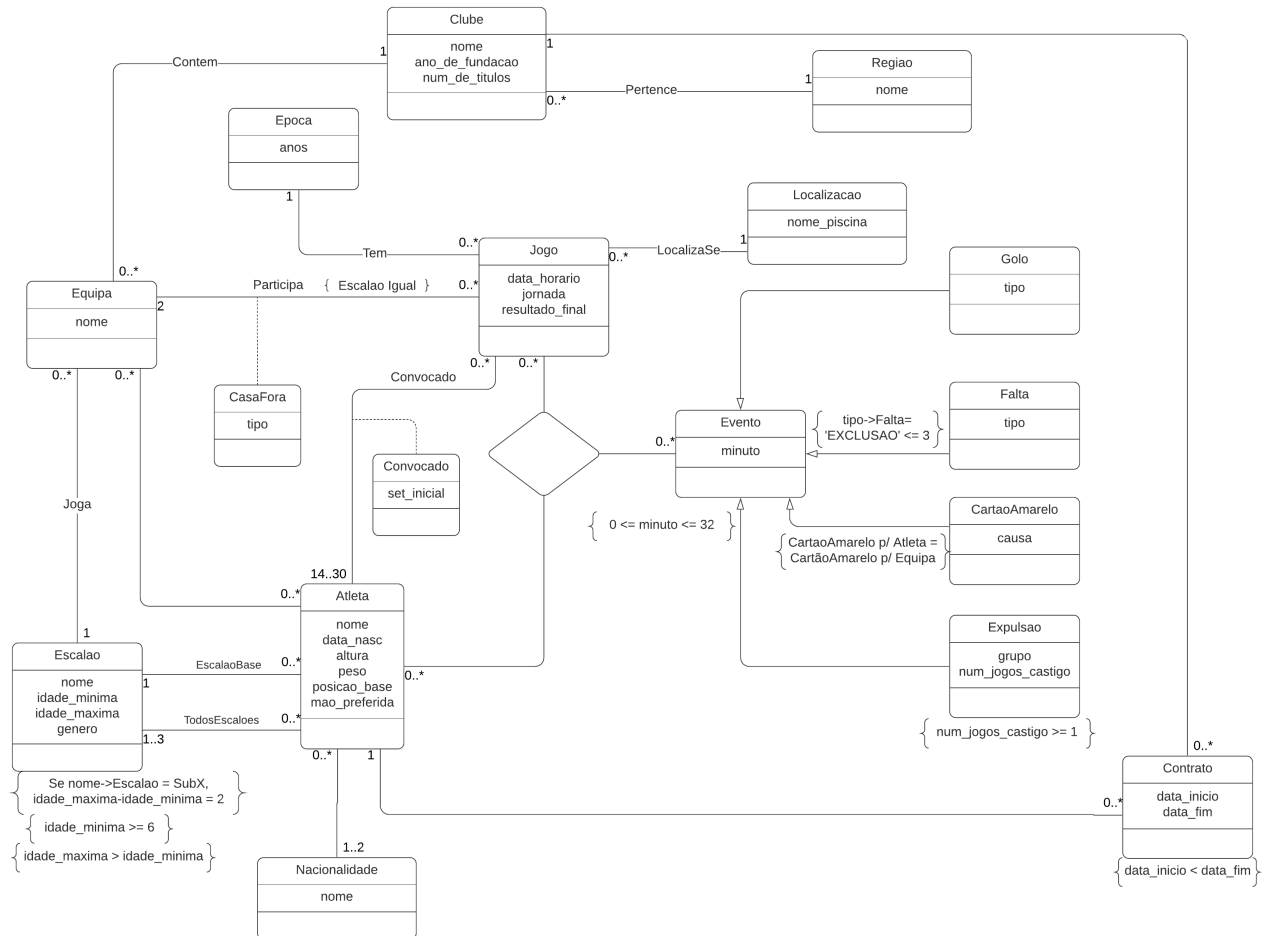 Clube
nome
ano_de_fundacao
num_de_titulos
1
1
0..*
Contem
Pertence
1
Regiao
nome
Epoca
anos
1
Tem
0..*
Localizacao
nome_piscina
1
LocalizaSe
0..*
Jogo
data_horario
jornada
resultado_final
0..*
0..*
0..*
Participa { Escalao Igual }
2
0..*
Equipa
nome
0..*
0..*
Golo
tipo
CasaFora
tipo
Convocado
Convocado
set_inicial
Evento
minuto
0..*
tipo->Falta=
'EXCLUSAO' <= 3
Falta
tipo
0 <= minuto <= 32
CartaoAmarelo p/ Atleta =
CartãoAmarelo p/ Equipa
CartaoAmarelo
causa
Joga
14..30
0..*
Atleta
nome
data_nasc
altura
peso
posicao_base
mao_preferida
0..*
0..*
0..*
0..*
1
1
Escalao
nome
idade_minima
idade_maxima
genero
EscalaoBase
1
TodosEscaloes
1..3
Expulsao
grupo
num_jogos_castigo
num_jogos_castigo >= 1
Se nome->Escalao = SubX,
idade_maxima-idade_minima = 2
idade_minima >= 6
idade_maxima > idade_minima
1..2
Nacionalidade
nome
0..*
0..*
Contrato
data_inicio
data_fim
data_inicio < data_fim